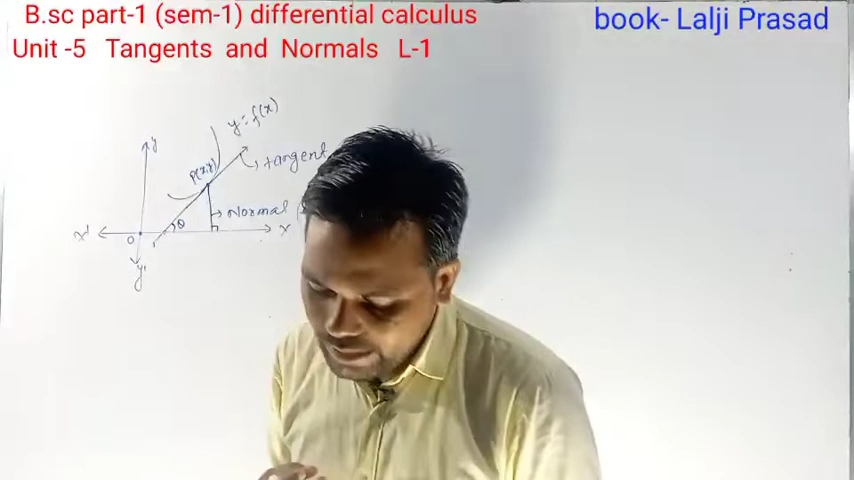 B.sc part-1 (sem-1) differential calculus
book- Lalji Prasad
Unit -5 Tangents and Normals L-1
y
y=f(x)
P(x,y)
tangent
θ
Normal
x'
O
x
y'